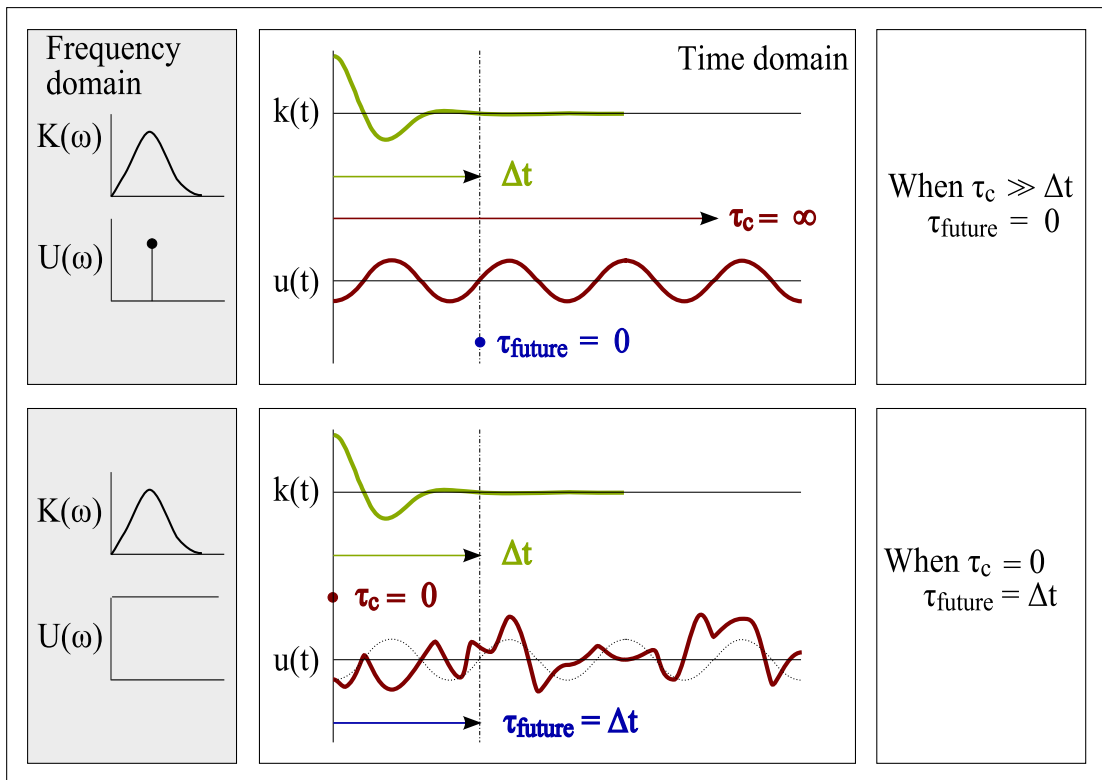 Frequency
domain
K(ω)
U(ω)
Time domain
k(t)
Δt
τc = ∞
u(t)
τfuture = 0
When τc ≫ Δt
τfuture = 0
K(ω)
U(ω)
k(t)
Δt
τc = 0
u(t)
τfuture = Δt
When τc = 0
τfuture = Δt